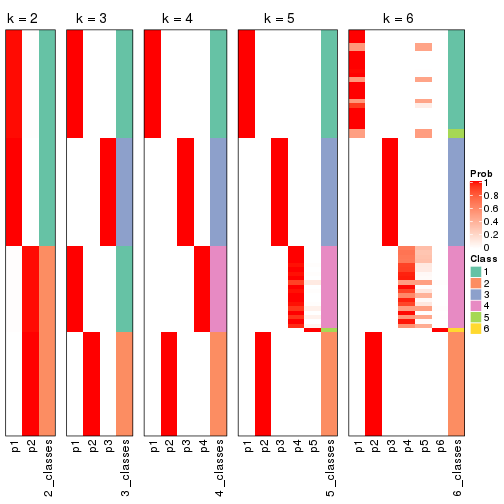 k = 2
k = 3
k = 4
k = 5
k = 6
Prob
1
0.8
0.6
0.4
0.2
0
Class
1
2
3
4
5
6
p1
p2
2_classes
p1
p2
p3
3_classes
p1
p2
p3
p4
4_classes
p1
p2
p3
p4
p5
5_classes
p1
p2
p3
p4
p5
p6
6_classes